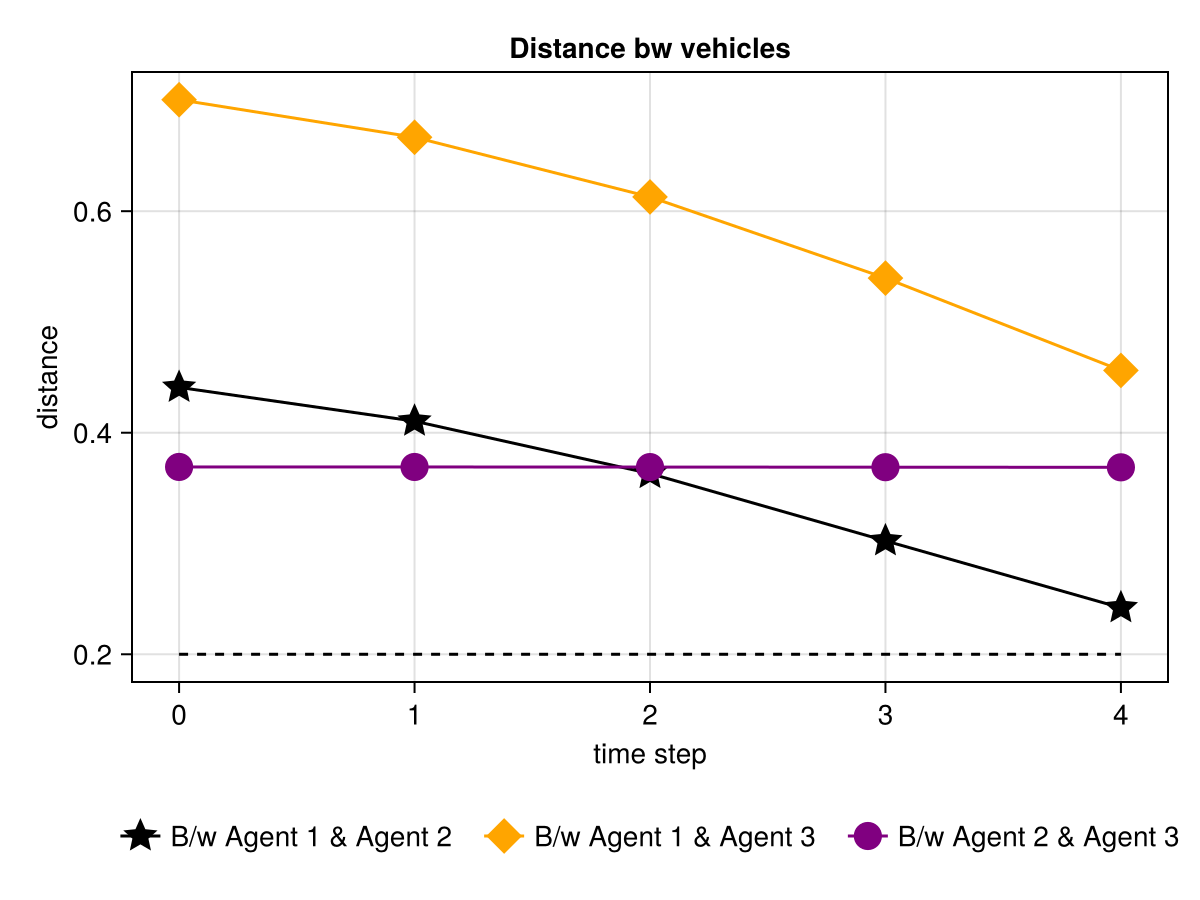 Distance bw vehicles
distance
0.6
0.4
0.2
0 1 2 3 4
time step
B/w Agent 1 & Agent 2 B/w Agent 1 & Agent 3 B/w Agent 2 & Agent 3